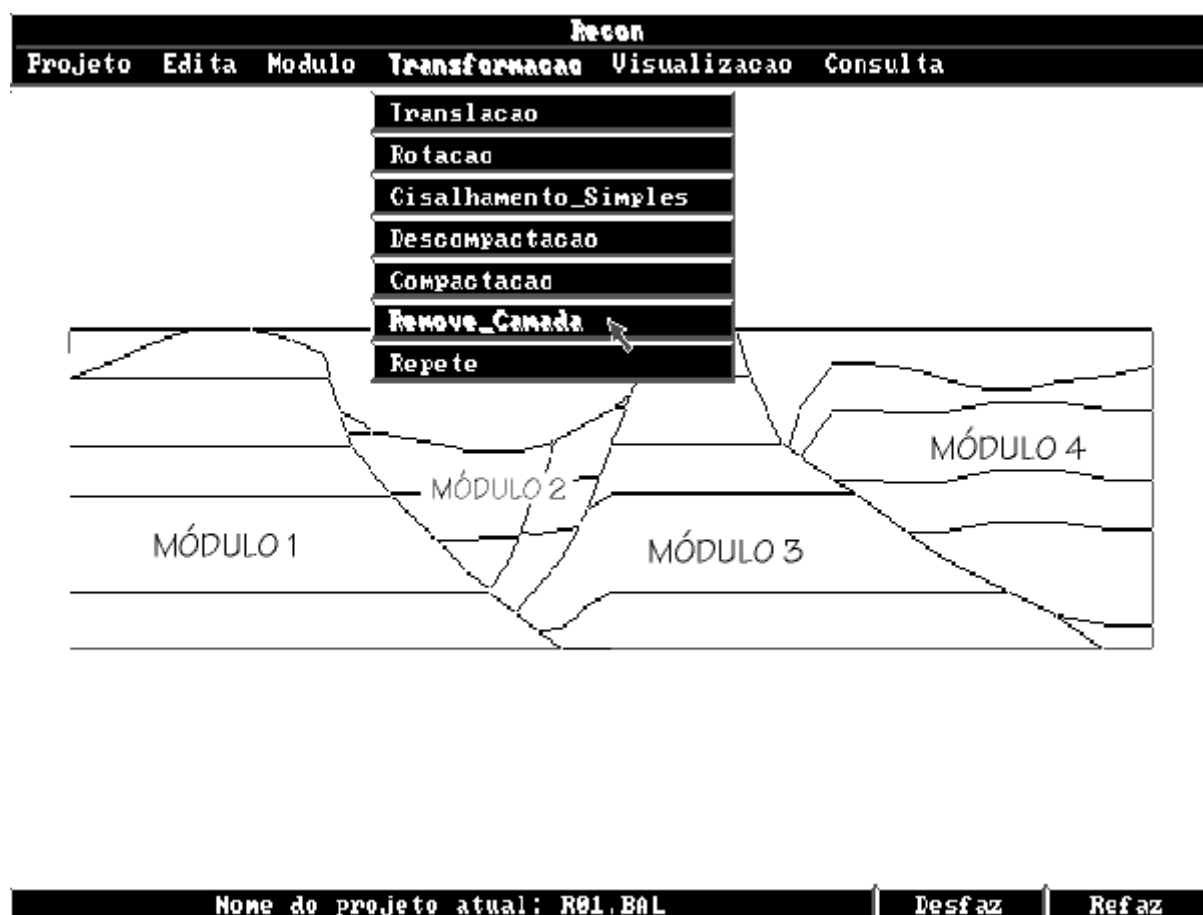 Recon
Projeto Edita Modulo Transformacao Visualizacao Consulta
Translacao
Rotacao
Cisalhamento_Simples
Descompactacao
Compactacao
Remove_Camada
Repete
MÓDULO 4
MÓDULO 2
MÓDULO 1
MÓDULO 3
Nome do projeto atual: R01.BAL Desfaz Refaz